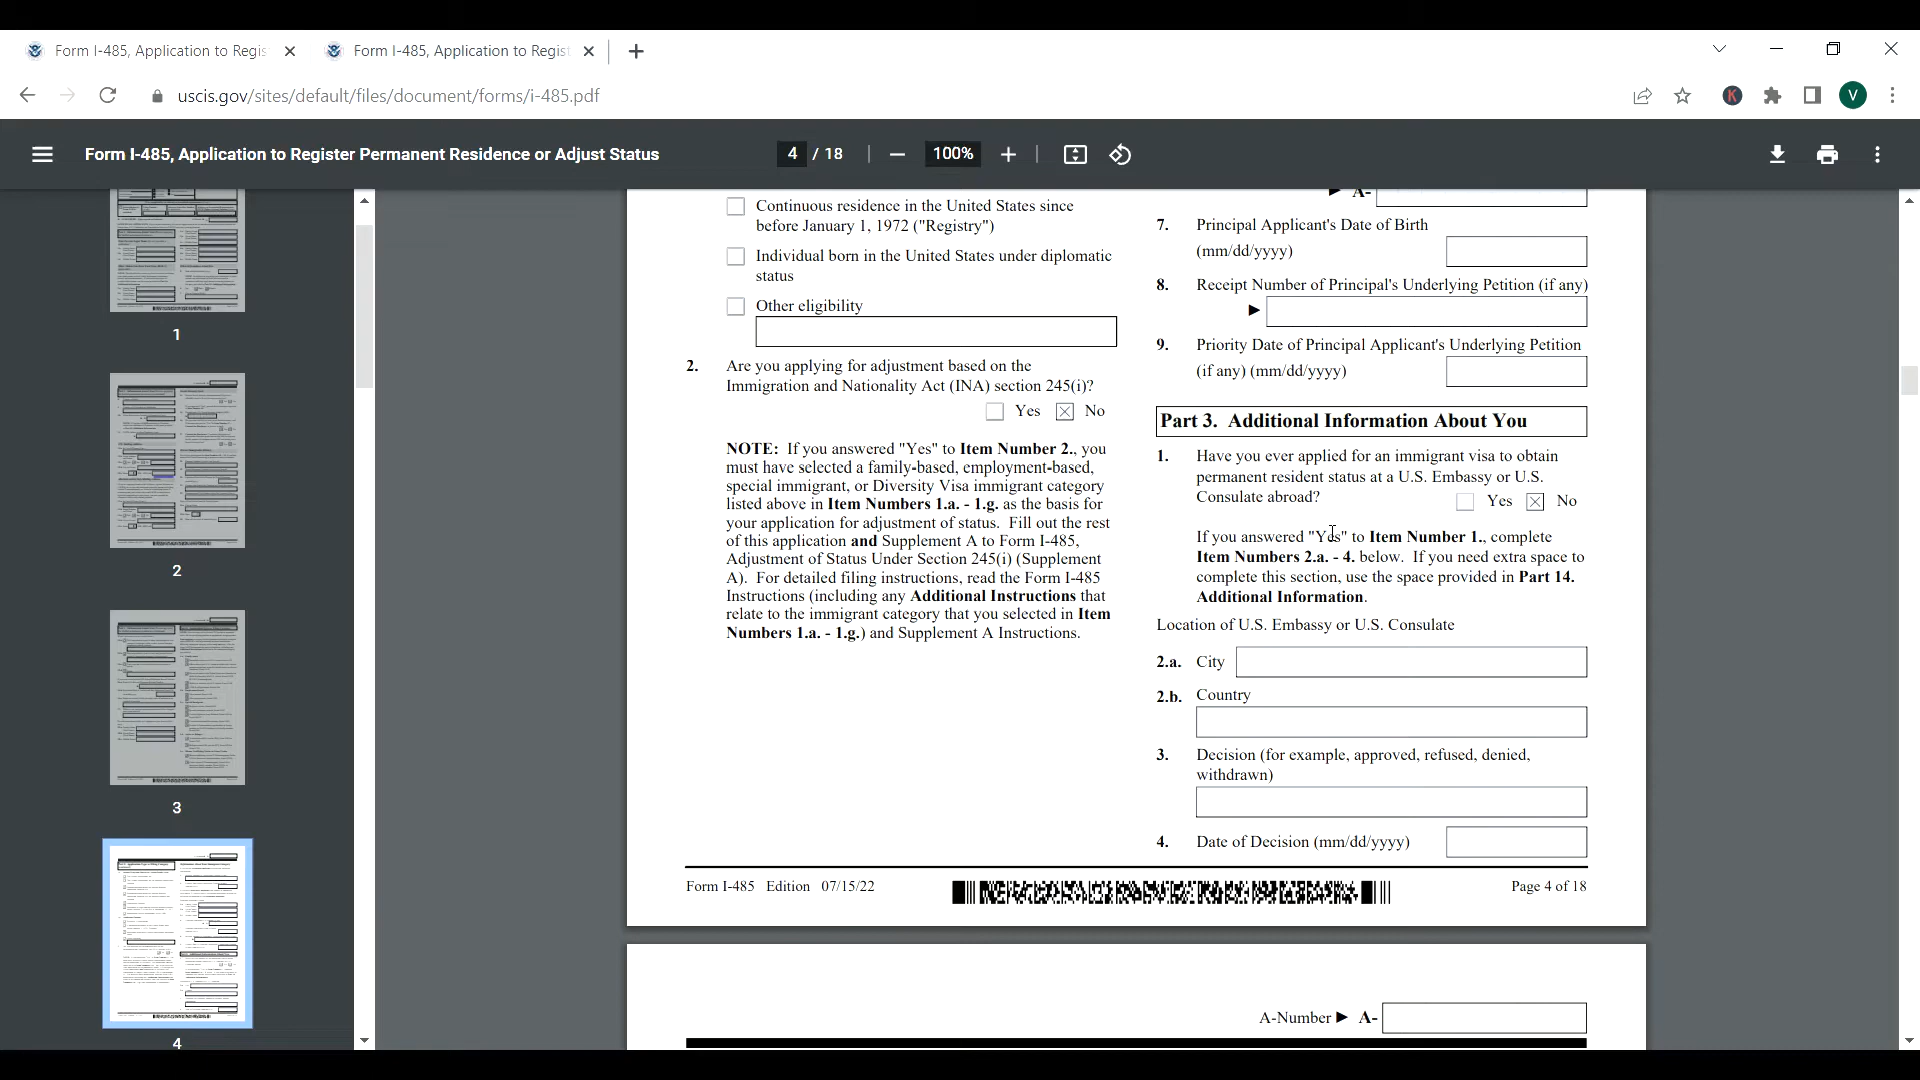 Form I-485, Application to Regis
Form I-485, Application to Regist
uscis.gov/sites/default/files/document/forms/i-485.pdf
K
V
Form I-485, Application to Register Permanent Residence or Adjust Status
4 / 18
100%
1
2
3
4
Continuous residence in the United States since
before January 1, 1972 ("Registry")
Individual born in the United States under diplomatic
status
Other eligibility
2. Are you applying for adjustment based on the
Immigration and Nationality Act (INA) section 245(i)?
Yes No
NOTE: If you answered "Yes" to Item Number 2., you
must have selected a family-based, employment-based,
special immigrant, or Diversity Visa immigrant category
listed above in Item Numbers 1.a. - 1.g. as the basis for
your application for adjustment of status. Fill out the rest
of this application and Supplement A to Form I-485,
Adjustment of Status Under Section 245(i) (Supplement
A). For detailed filing instructions, read the Form I-485
Instructions (including any Additional Instructions that
relate to the immigrant category that you selected in Item
Numbers 1.a. - 1.g.) and Supplement A Instructions.
A-
7. Principal Applicant's Date of Birth
(mm/dd/yyyy)
8. Receipt Number of Principal's Underlying Petition (if any)
9. Priority Date of Principal Applicant's Underlying Petition
(if any) (mm/dd/yyyy)
Part 3. Additional Information About You
1. Have you ever applied for an immigrant visa to obtain
permanent resident status at a U.S. Embassy or U.S.
Consulate abroad? Yes No
If you answered "Yes" to Item Number 1., complete
Item Numbers 2.a. - 4. below. If you need extra space to
complete this section, use the space provided in Part 14.
Additional Information.
Location of U.S. Embassy or U.S. Consulate
2.a. City
2.b. Country
3. Decision (for example, approved, refused, denied,
withdrawn)
4. Date of Decision (mm/dd/yyyy)
Form I-485 Edition 07/15/22
Page 4 of 18
A-Number A-